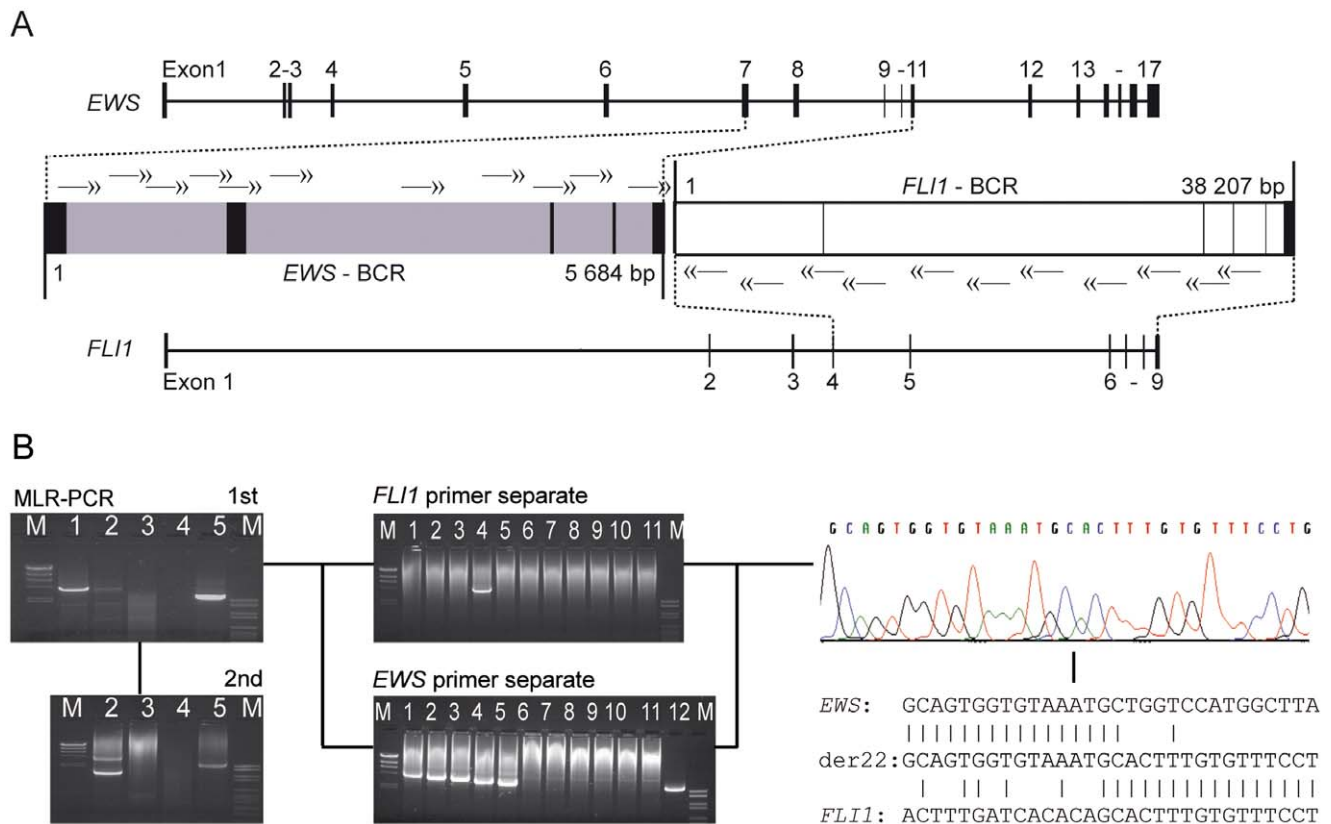 A
Exon1 2-3 4 5 6 7 8 9 -11 12 13 - 17
EWS
1 FLI1 - BCR 38 207 bp
1 EWS - BCR 5 684 bp
FLI1
Exon 1 2 3 4 5 6 - 9
B
MLR-PCR 1st
M 1 2 3 4 5 M
2nd
M 2 3 4 5 M
FLI1 primer separate
M 1 2 3 4 5 6 7 8 9 10 11 M
EWS primer separate
M 1 2 3 4 5 6 7 8 9 10 11 12 M
G C A G T G G T G T A A A T G C A C T T T G T G T T T C C T G
EWS: GCAGTGGTGTAAATGCTGGTCCATGGCTTA
der22:GCAGTGGTGTAAATGCACTTTGTGTTTCCT
FLI1: ACTTTGATCACACAGCACTTTGTGTTTCCT